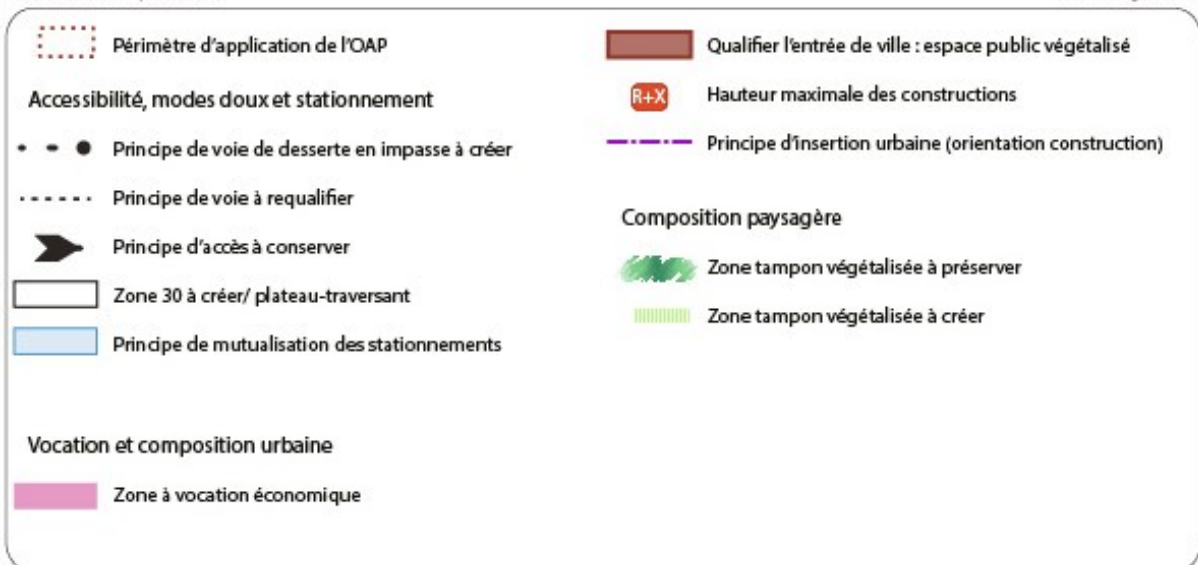 Périmètre d'application de l'OAP
Accessibilité, modes doux et stationnement
Principe de voie de desserte en impasse à créer
Principe de voie à requalifier
Principe d'accès à conserver
Zone 30 à créer/ plateau-traversant
Principe de mutualisation des stationnements
Vocation et composition urbaine
Zone à vocation économique
Qualifier l'entrée de ville : espace public végétalisé
R+X Hauteur maximale des constructions
Principe d'insertion urbaine (orientation construction)
Composition paysagère
Zone tampon végétalisée à préserver
Zone tampon végétalisée à créer